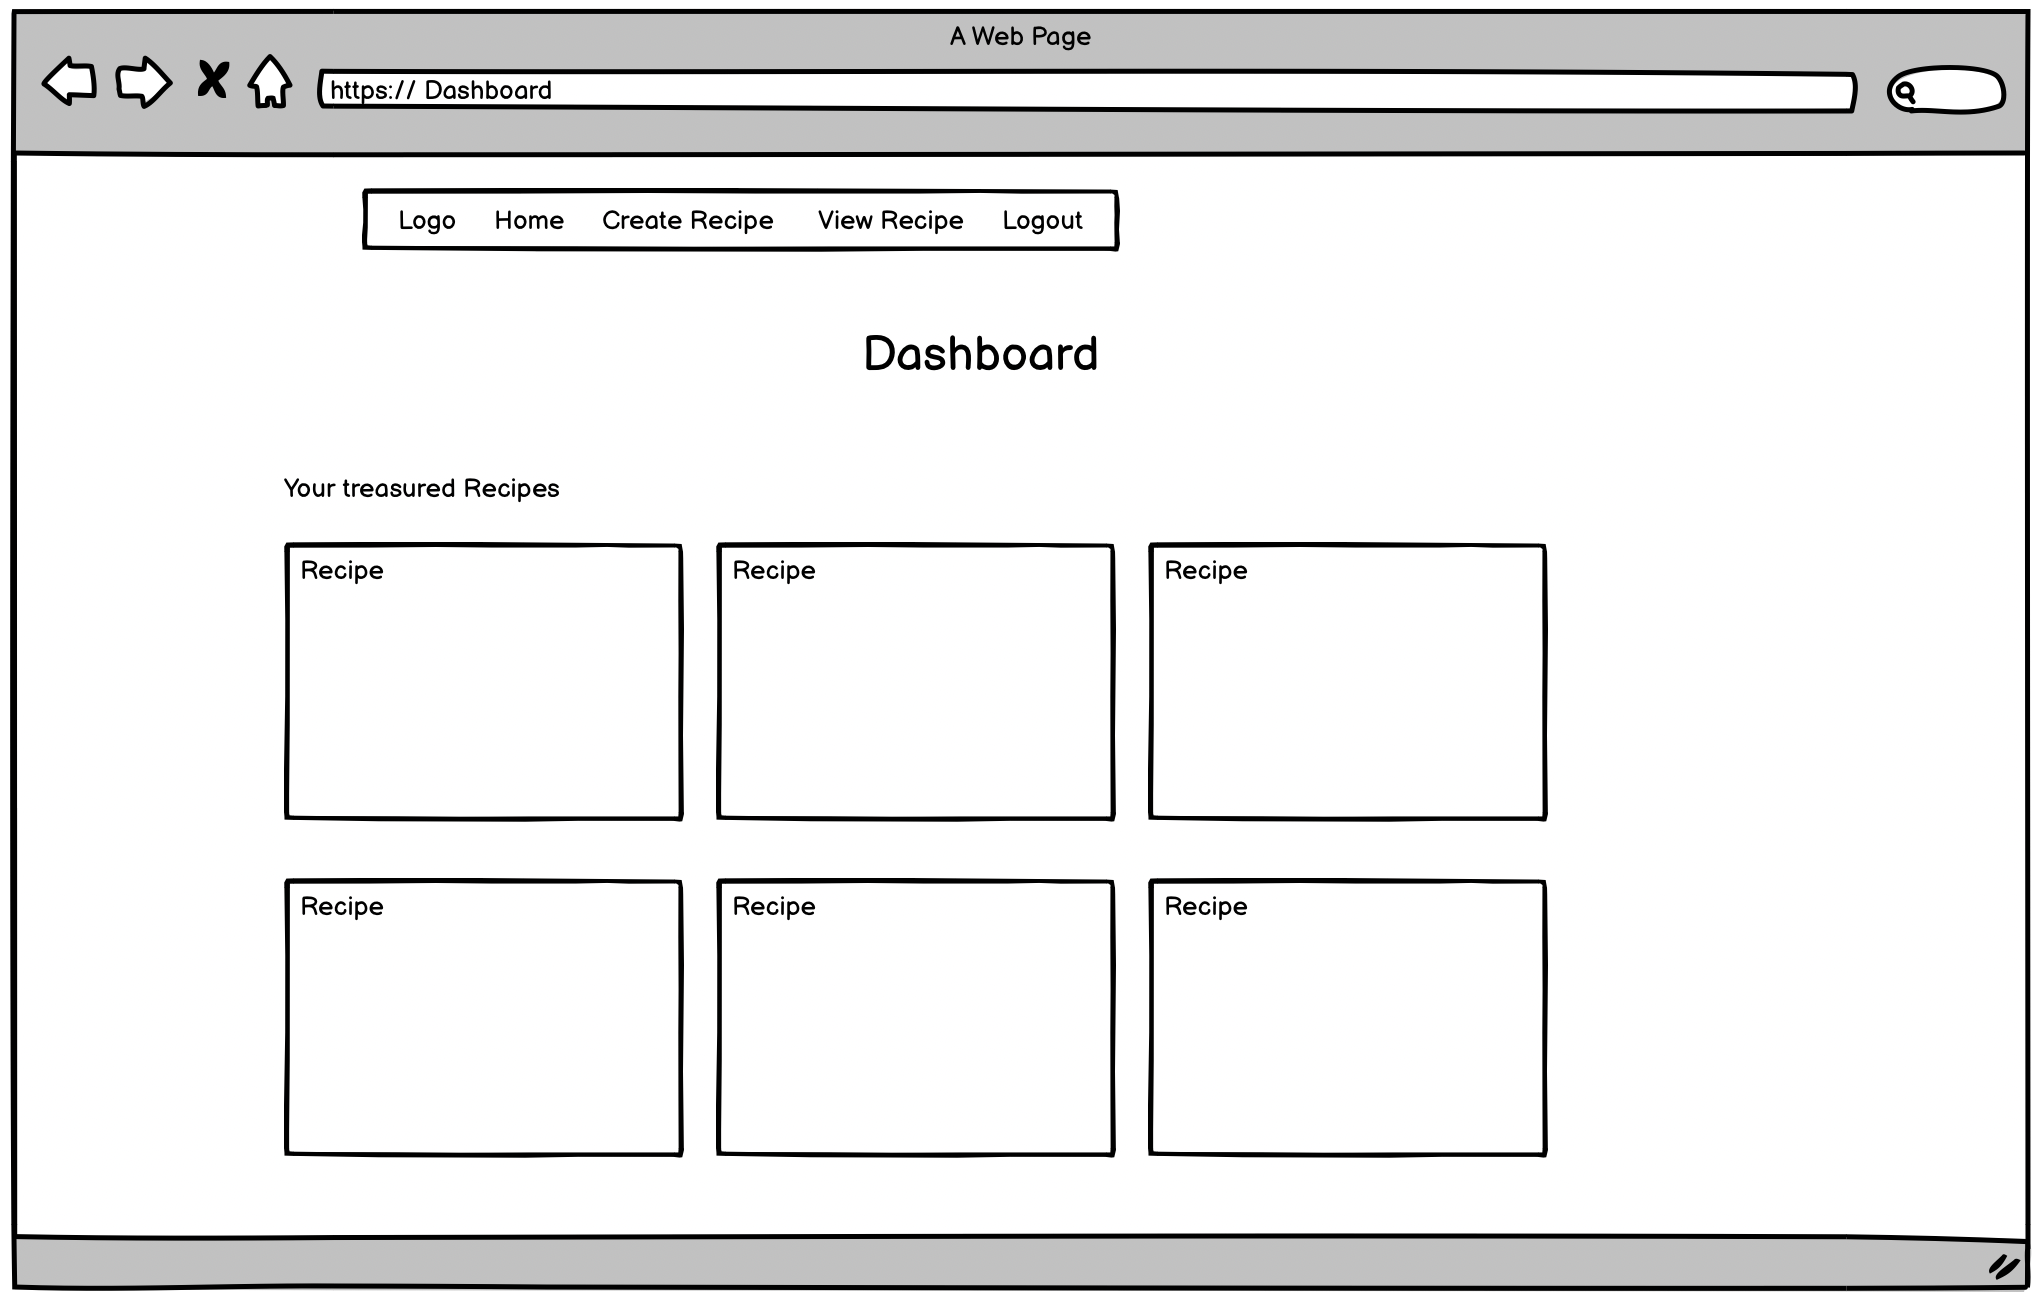 A Web Page
https:// Dashboard
Logo Home Create Recipe View Recipe Logout
Dashboard
Your treasured Recipes
Recipe Recipe Recipe
Recipe Recipe Recipe